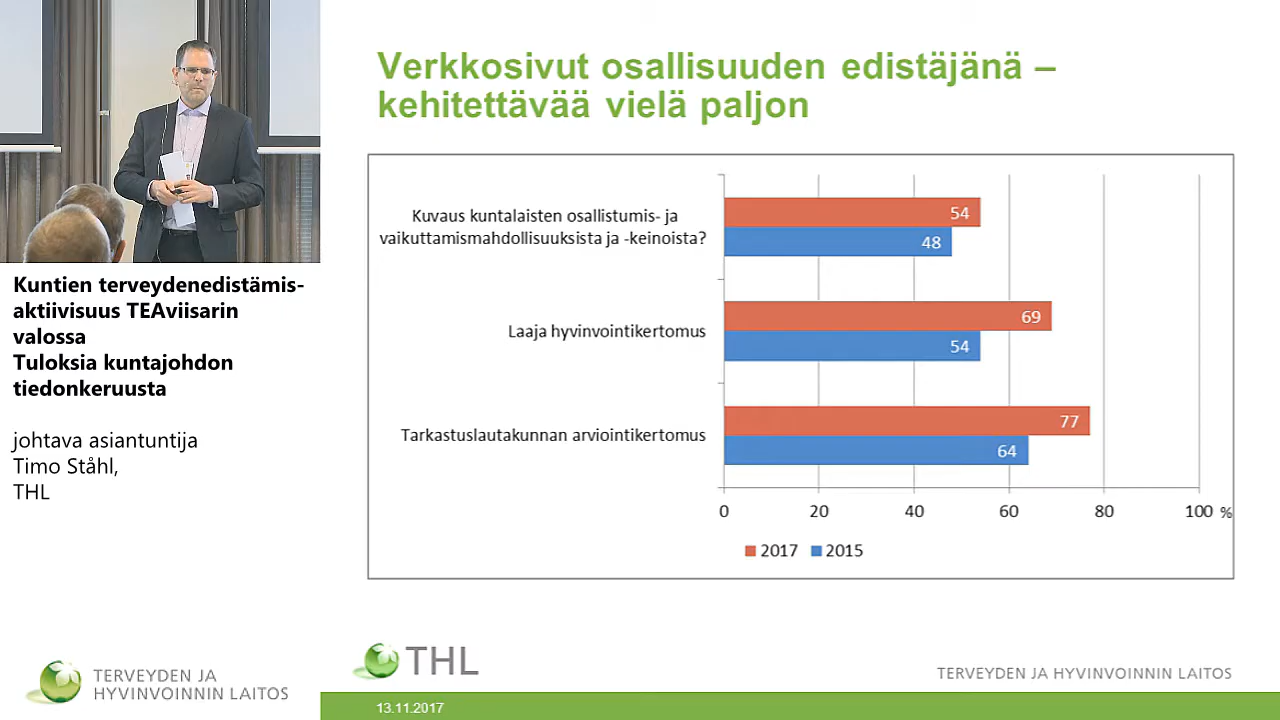 Verkkosivut osallisuuden edistäjänä –
kehitettävää vielä paljon
Kuvaus kuntalaisten osallistumis- ja
vaikuttamismahdollisuuksista ja -keinoista?
54
48
Laaja hyvinvointikertomus
69
54
Tarkastuslautakunnan arviointikertomus
77
64
0 20 40 60 80 100 %
2017 2015
Kuntien terveydenedistämis-
aktiivisuus TEAviisarin
valossa
Tuloksia kuntajohdon
tiedonkeruusta
johtava asiantuntija
Timo Ståhl,
THL
TERVEYDEN JA
HYVINVOINNIN LAITOS
THL
TERVEYDEN JA HYVINVOINNIN LAITOS
13.11.2017